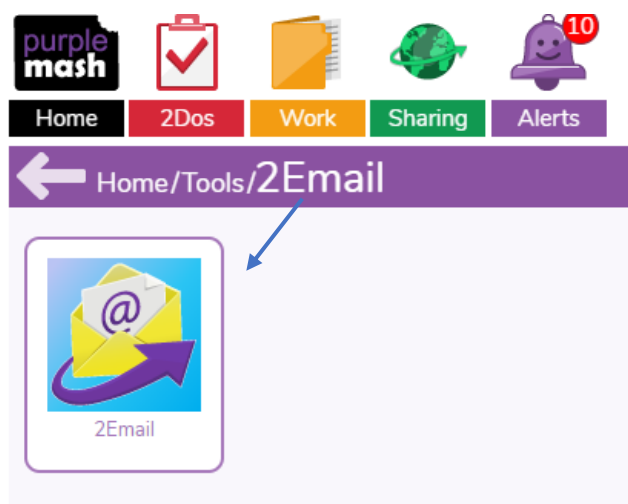 purple
mash
10
Home 2Dos Work Sharing Alerts
Home/Tools/2Email
@
2Email